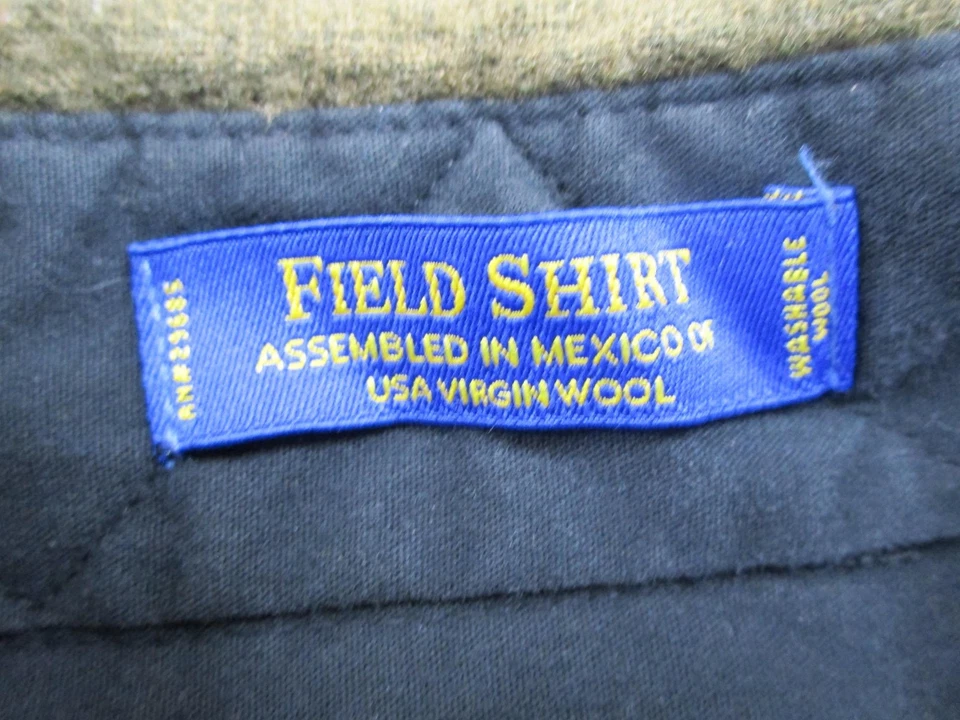 FIELD SHIRT
ASSEMBLED IN MEXICO OF
USA VIRGIN WOOL
WASHABLE
WOOL
RN#29685